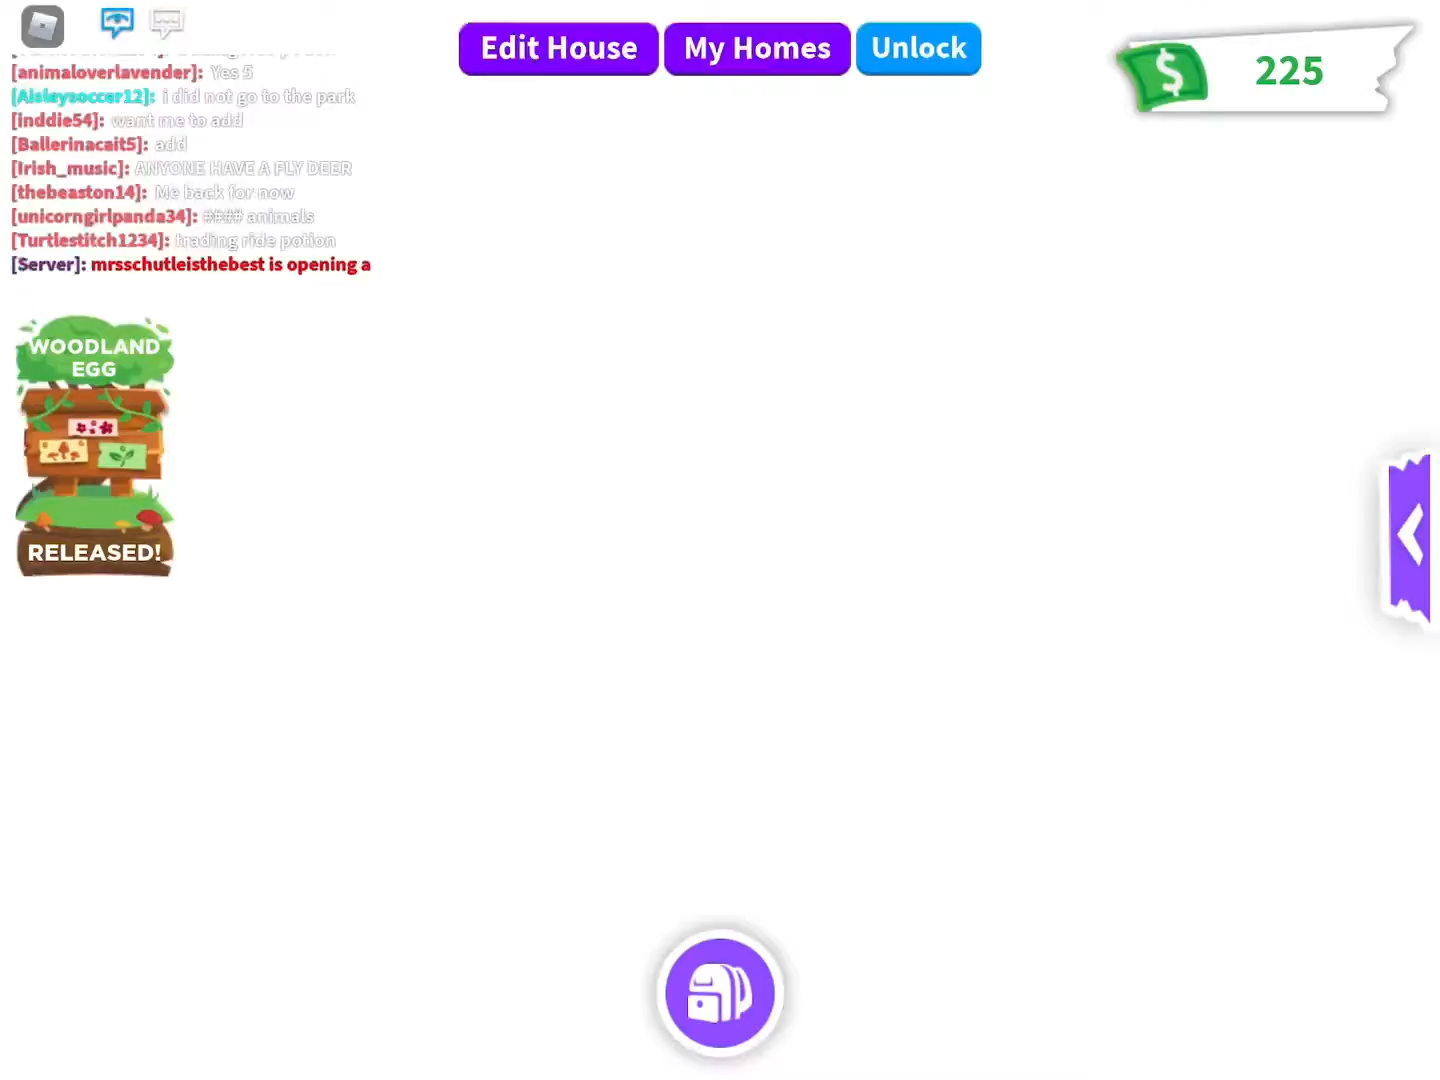 Edit House
My Homes
Unlock
225
[animaloverlavender]: Yes 5
[Aisleysoccer12]: i did not go to the park
[inddie54]: want me to add
[Ballerinacait5]: add
[Irish_music]: ANYONE HAVE A FLY DEER
[thebeaston14]: Me back for now
[unicorngirlpanda34]: #### animals
[Turtlestitch1234]: trading ride potion
[Server]: mrsschutleisthebest is opening a
WOODLAND
EGG
RELEASED!